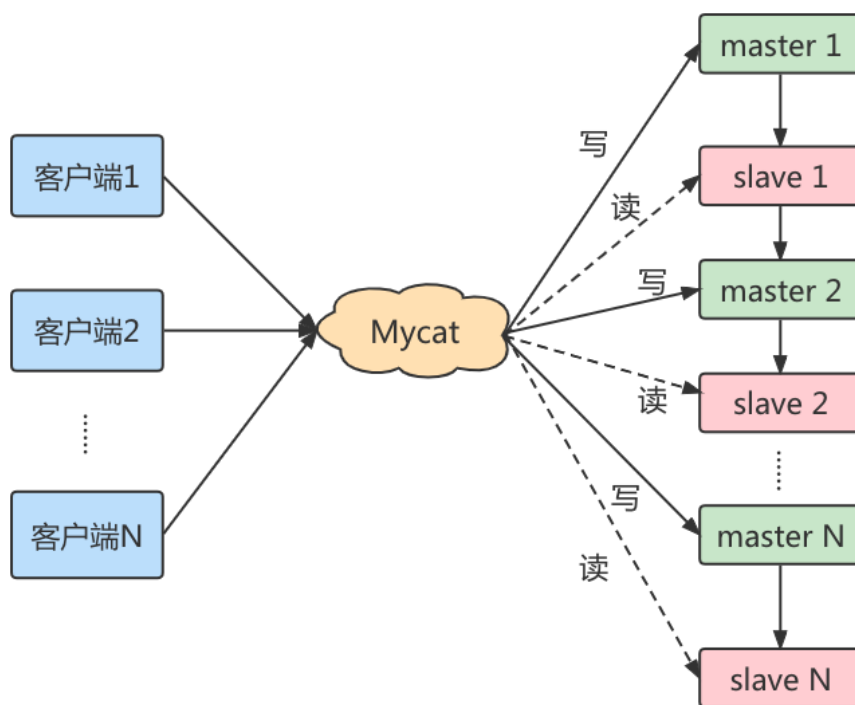 客户端1
客户端2
客户端N
Mycat
写
读
写
读
写
读
master 1
slave 1
master 2
slave 2
master N
slave N